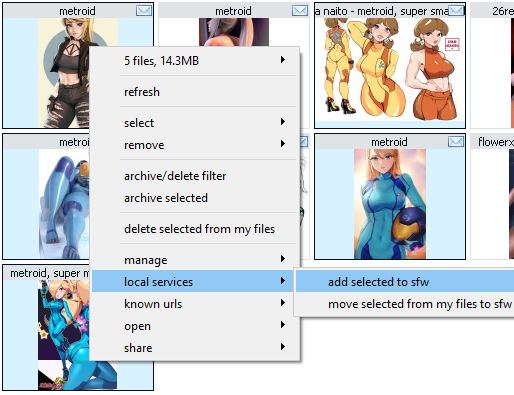 metroid
metroid
a naito - metroid, super sma
26re
5 files, 14.3MB
refresh
select
remove
archive/delete filter
archive selected
delete selected from my files
manage
local services
known urls
open
share
add selected to sfw
move selected from my files to sfw
metro
metroid
flowerx
metroid, super m